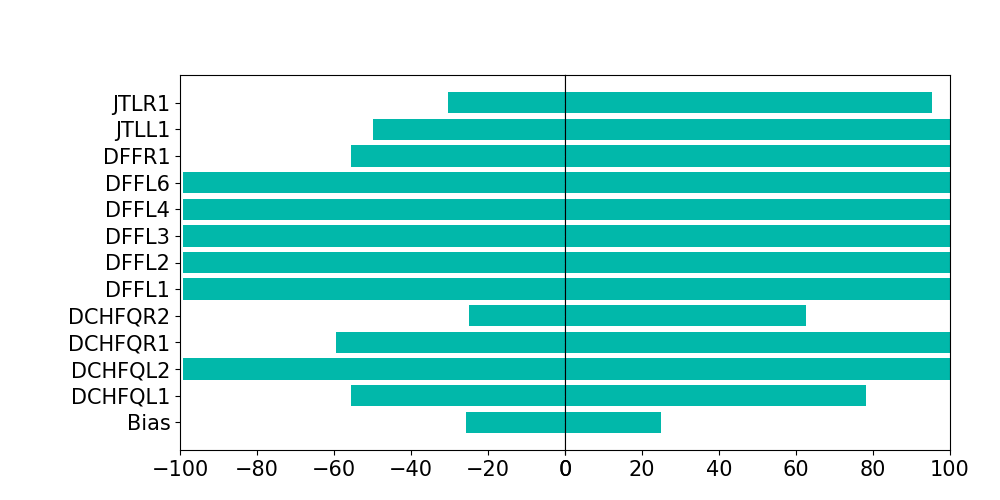 JTLR1
JTLL1
DFFR1
DFFL6
DFFL4
DFFL3
DFFL2
DFFL1
DCHFQR2
DCHFQR1
DCHFQL2
DCHFQL1
Bias
−100 −80 −60 −40 −20 0 20 40 60 80 100